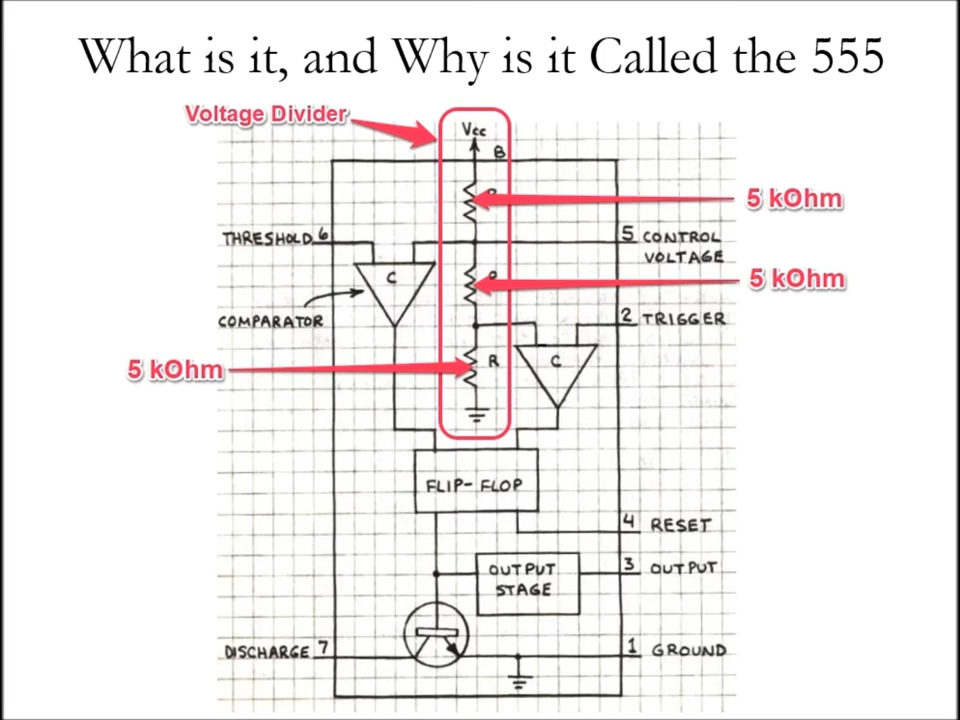 What is it, and Why is it Called the 555
Voltage Divider
Vcc
8
5 kOhm
THRESHOLD 6
5 CONTROL
VOLTAGE
C
5 kOhm
COMPARATOR
2 TRIGGER
5 kOhm
R
C
FLIP-FLOP
4 RESET
OUTPUT
STAGE
3 OUTPUT
DISCHARGE 7
1 GROUND